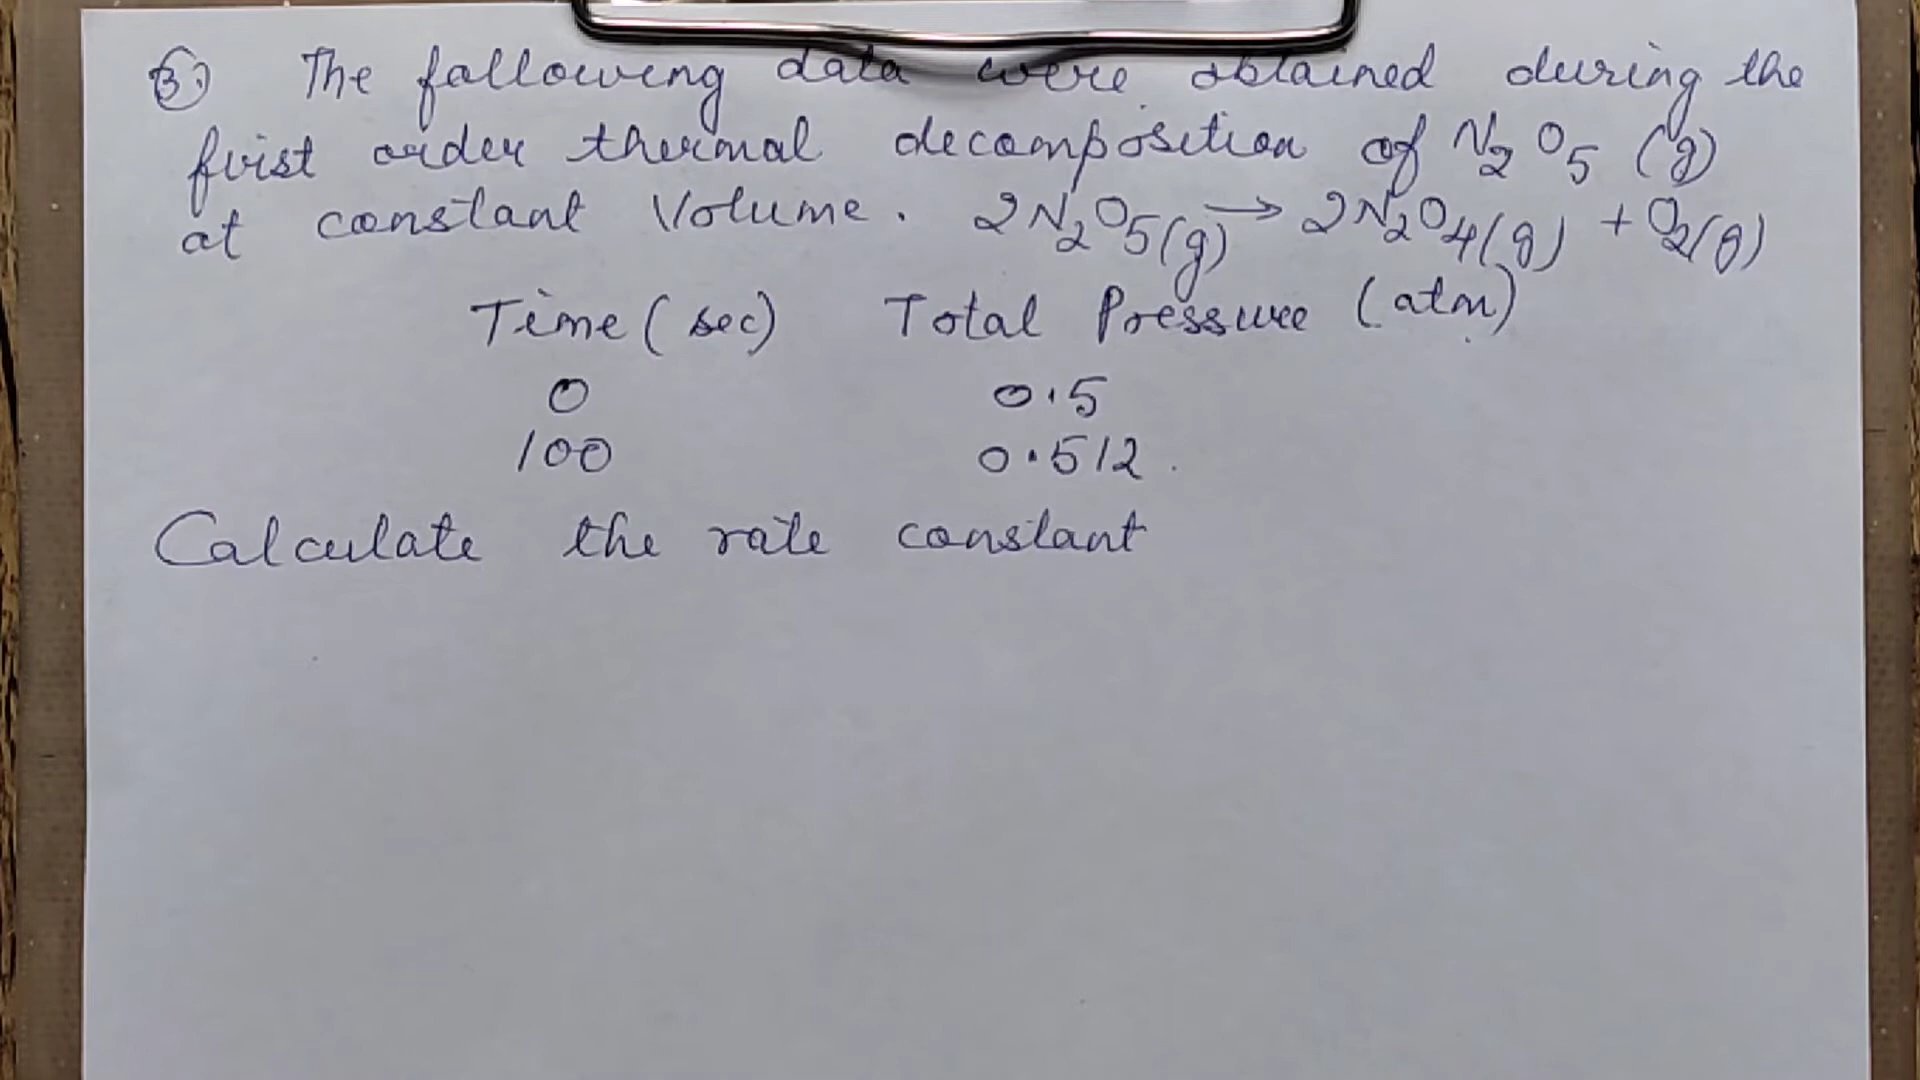 3. The following data were obtained during the
first order thermal decomposition of N₂O₅ (g)
at constant Volume. 2N₂O₅(g) → 2N₂O₄(g) + O₂(g)
Time (sec) Total Pressure (atm)
0 0.5
100 0.512
Calculate the rate constant